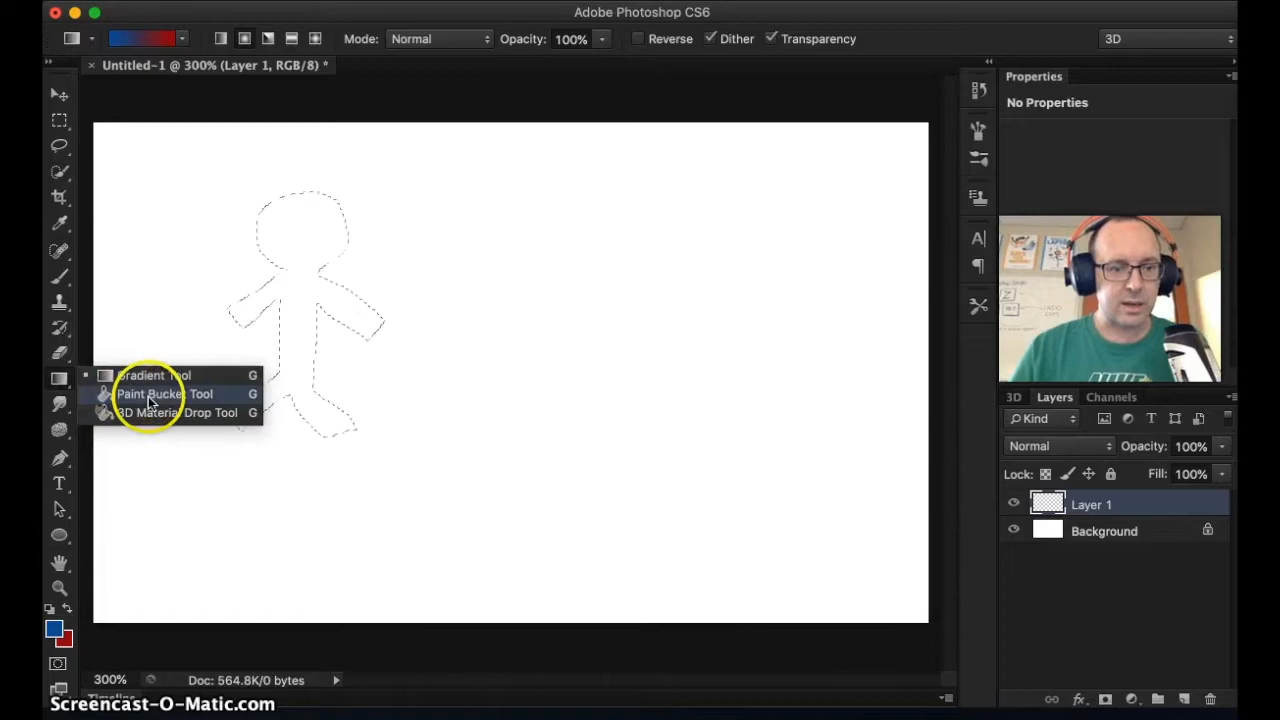 Adobe Photoshop CS6
Mode: Normal Opacity: 100% Reverse Dither Transparency 3D
× Untitled-1 @ 300% (Layer 1, RGB/8) *
Properties
No Properties
LAPTOP
Gradient Tool G
Paint Bucket Tool G
3D Material Drop Tool G
3D Layers Channels
Kind
Normal Opacity: 100%
Lock: Fill: 100%
Layer 1
Background
300% Doc: 564.8K/0 bytes
Timeline
Screencast-O-Matic.com